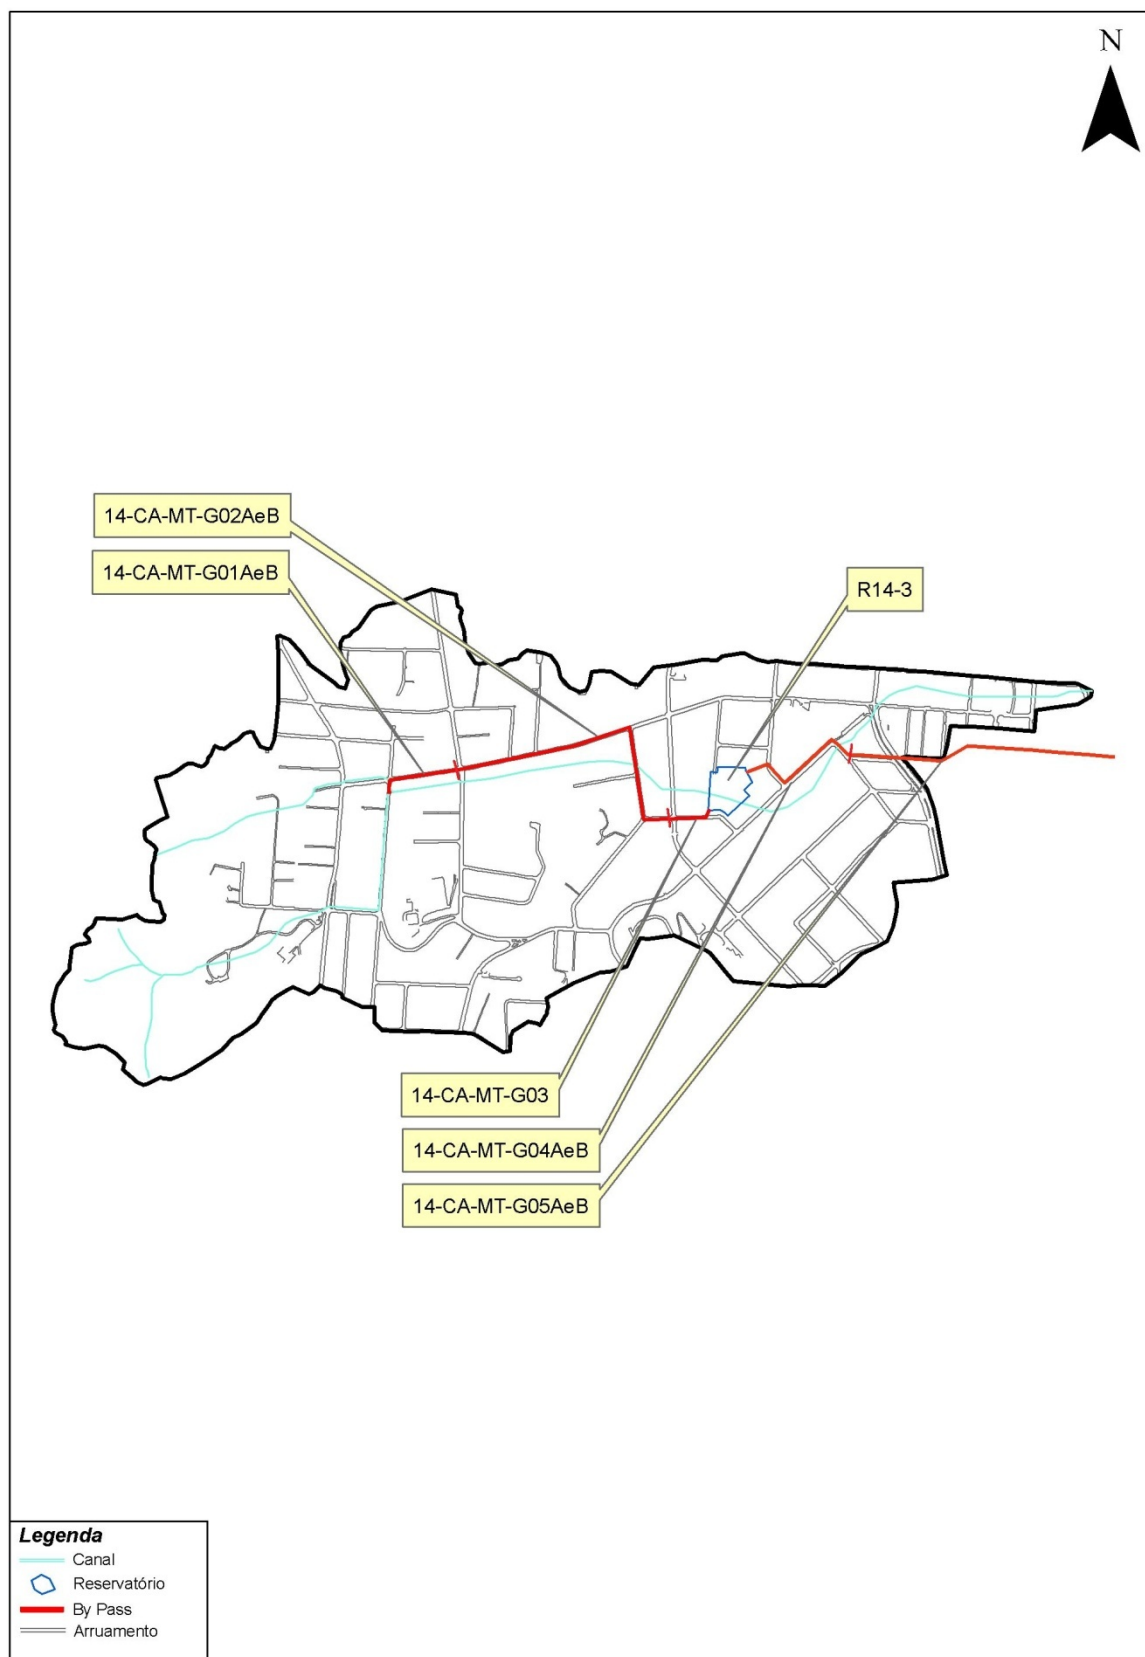 N
14-CA-MT-G02AeB
14-CA-MT-G01AeB
R14-3
14-CA-MT-G03
14-CA-MT-G04AeB
14-CA-MT-G05AeB
Legenda
Canal
Reservatório
By Pass
Arruamento